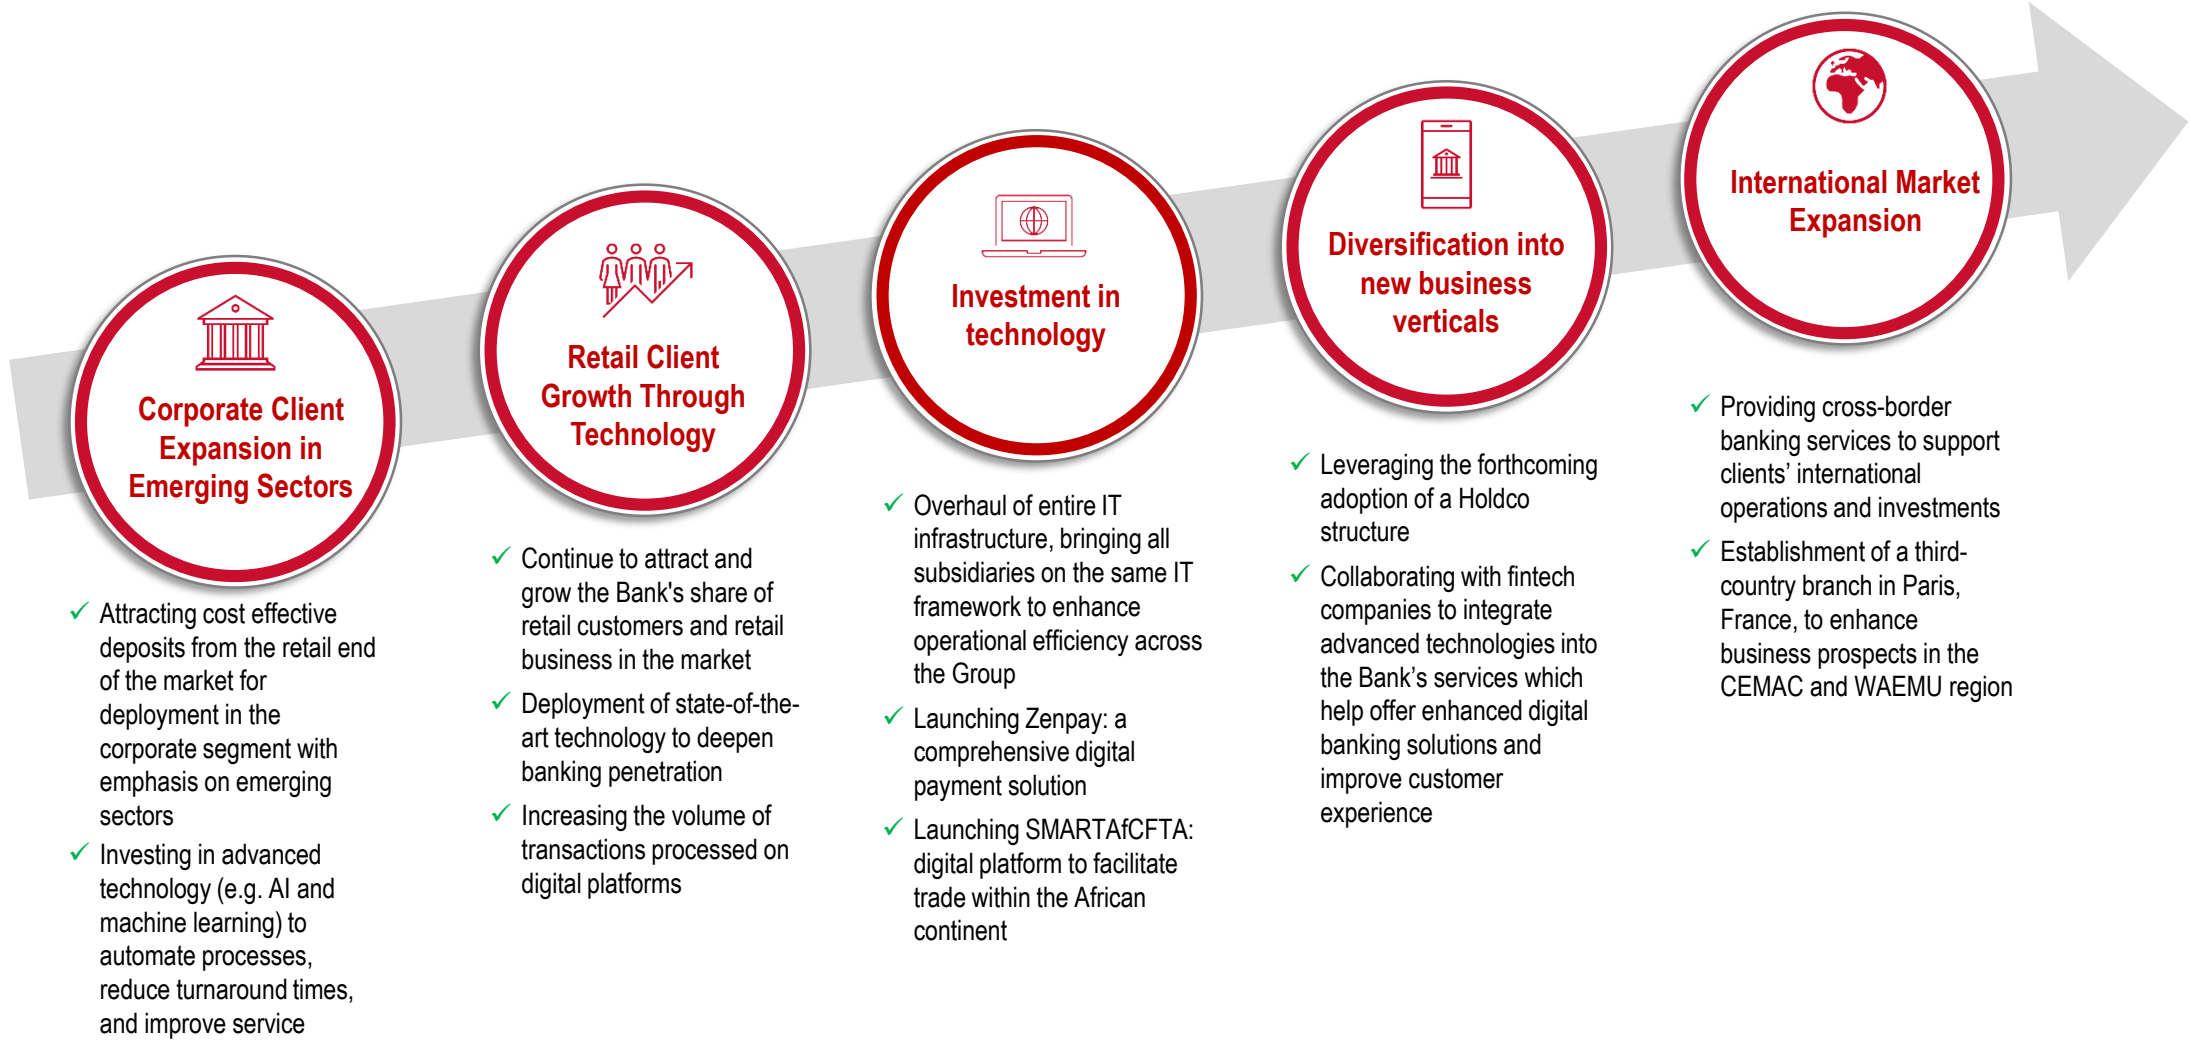 Corporate Client
Expansion in
Emerging Sectors
✓ Attracting cost effective
deposits from the retail end
of the market for
deployment in the
corporate segment with
emphasis on emerging
sectors
✓ Investing in advanced
technology (e.g. AI and
machine learning) to
automate processes,
reduce turnaround times,
and improve service
Retail Client
Growth Through
Technology
✓ Continue to attract and
grow the Bank's share of
retail customers and retail
business in the market
✓ Deployment of state-of-the-
art technology to deepen
banking penetration
✓ Increasing the volume of
transactions processed on
digital platforms
Investment in
technology
✓ Overhaul of entire IT
infrastructure, bringing all
subsidiaries on the same IT
framework to enhance
operational efficiency across
the Group
✓ Launching Zenpay: a
comprehensive digital
payment solution
✓ Launching SMARTAfCFTA:
digital platform to facilitate
trade within the African
continent
Diversification into
new business
verticals
✓ Leveraging the forthcoming
adoption of a Holdco
structure
✓ Collaborating with fintech
companies to integrate
advanced technologies into
the Bank’s services which
help offer enhanced digital
banking solutions and
improve customer
experience
International Market
Expansion
✓ Providing cross-border
banking services to support
clients’ international
operations and investments
✓ Establishment of a third-
country branch in Paris,
France, to enhance
business prospects in the
CEMAC and WAEMU region